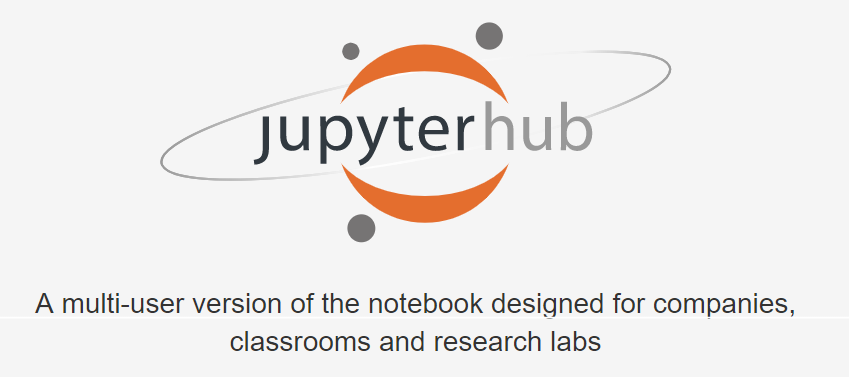 jupyterhub
A multi-user version of the notebook designed for companies,
classrooms and research labs